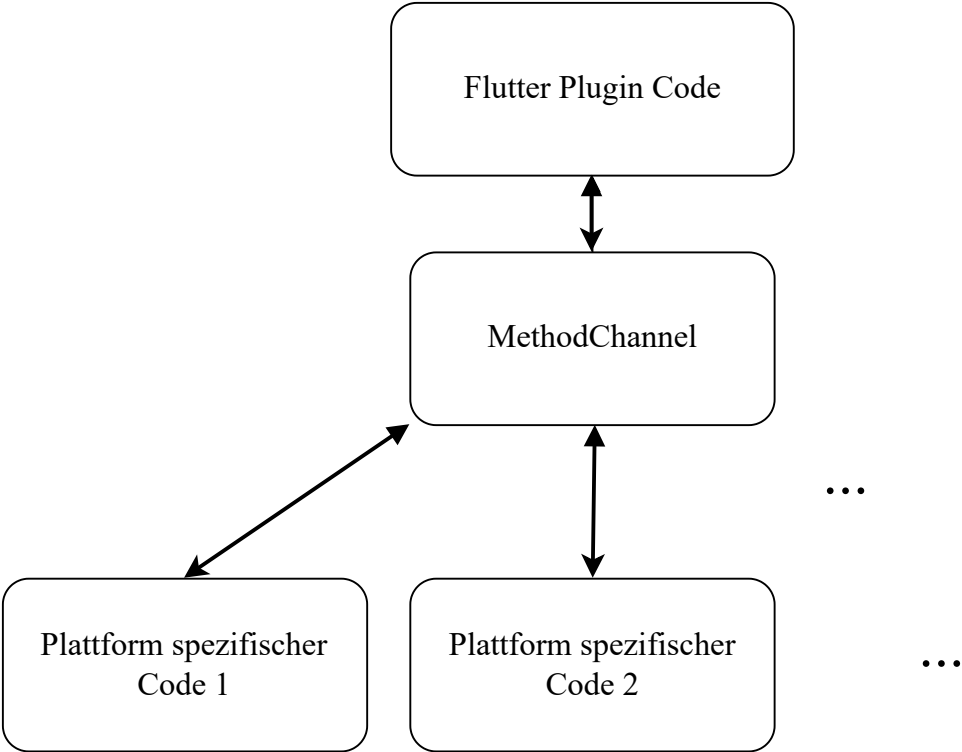 Flutter Plugin Code
MethodChannel
...
Plattform spezifischer
Code 1
Plattform spezifischer
Code 2
...